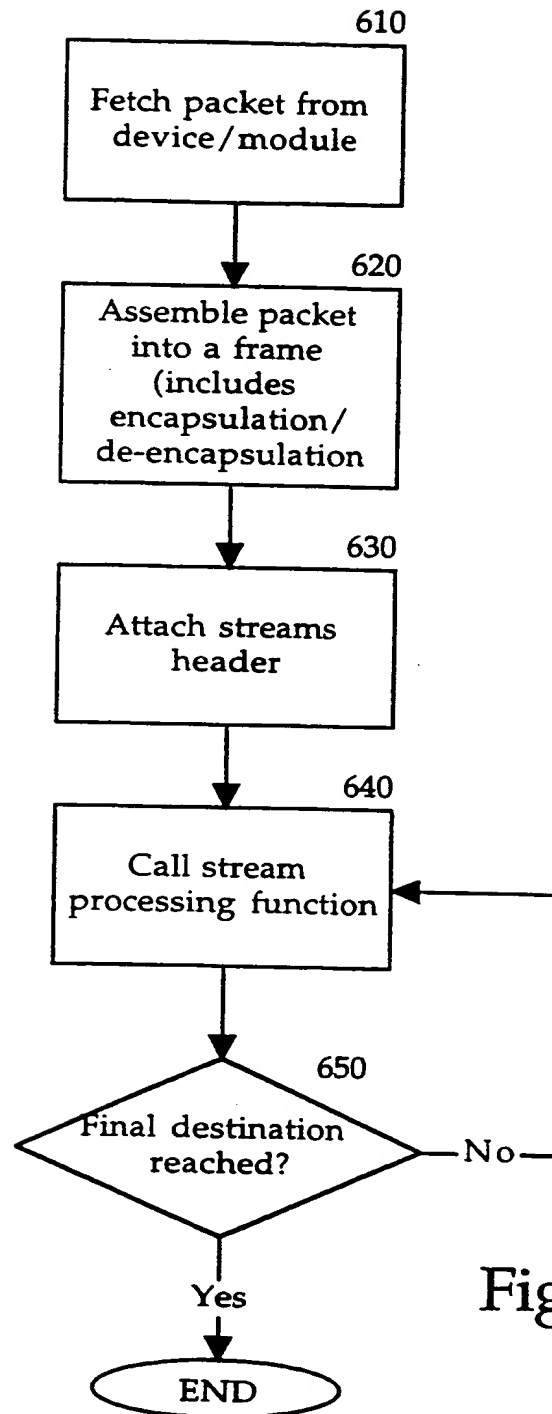 610
Fetch packet from
device/module
620
Assemble packet
into a frame
(includes
encapsulation/
de-encapsulation
630
Attach streams
header
640
Call stream
processing function
650
Final destination
reached?
No
Yes
Fig
END